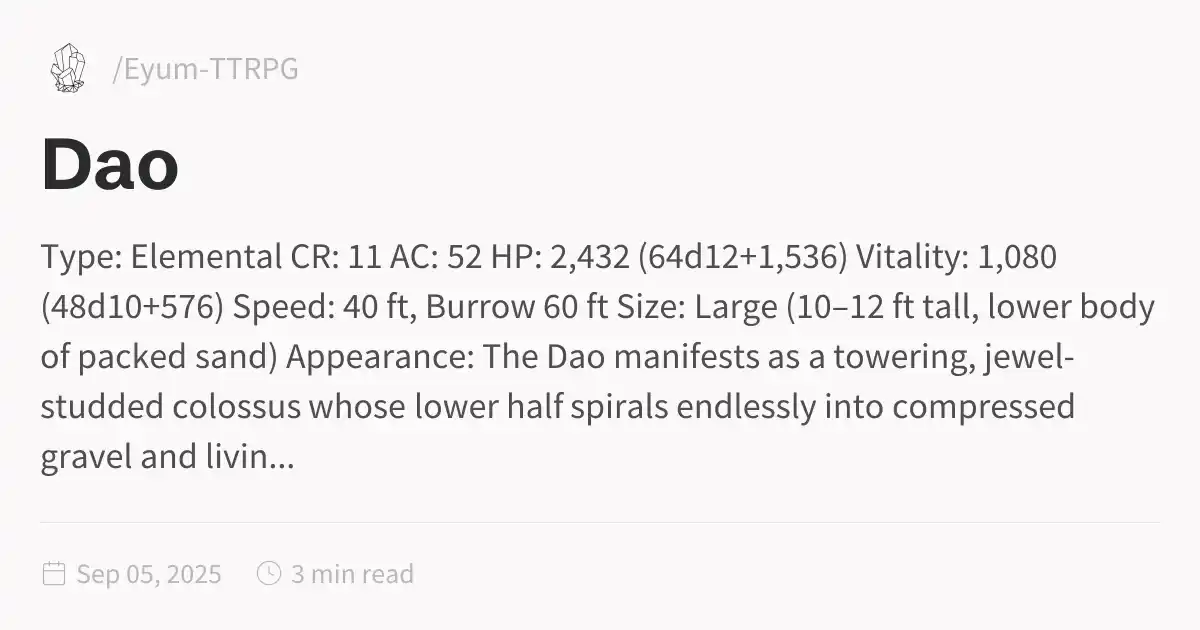 /Eyum-TTRPG
Dao
Type: Elemental CR: 11 AC: 52 HP: 2,432 (64d12+1,536) Vitality: 1,080
(48d10+576) Speed: 40 ft, Burrow 60 ft Size: Large (10–12 ft tall, lower body
of packed sand) Appearance: The Dao manifests as a towering, jewel-
studded colossus whose lower half spirals endlessly into compressed
gravel and livin...
Sep 05, 2025 3 min read